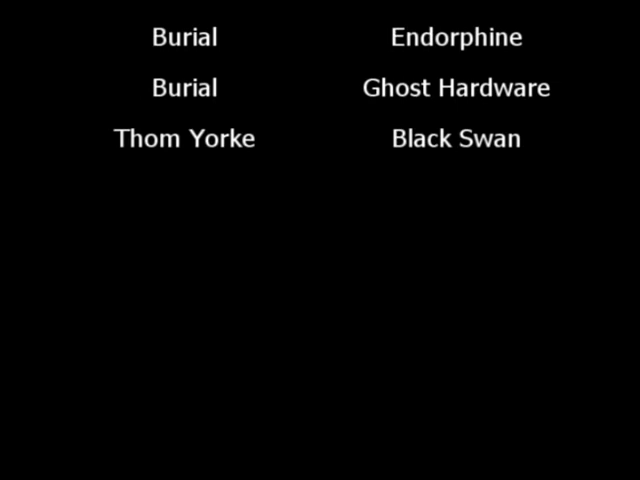 Burial Endorphine
Burial Ghost Hardware
Thom Yorke Black Swan